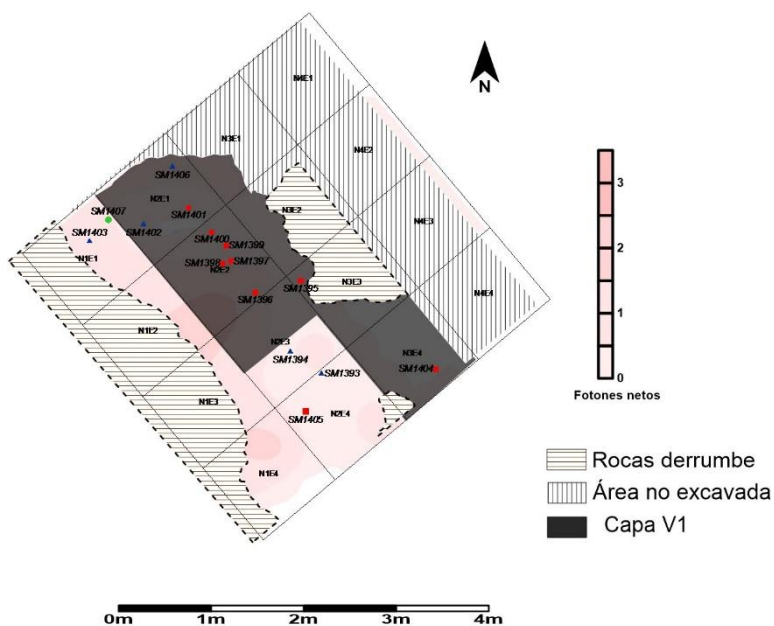 N4E1
N
N3E1
N4E2
SM1406
N2E1
SM1407
SM1401
N3E2
N4E3
SM1403
SM1402
SM1400
SM1399
N1E1
SM1398
SM1397
N2E2
N3E3
SM1395
N4E4
SM1396
N1E2
N2E3
SM1394
N3E4
SM1404
SM1393
N1E3
SM1405
N2E4
N1E4
3
2
1
0
Fotones netos
Rocas derrumbe
Área no excavada
Capa V1
0m 1m 2m 3m 4m